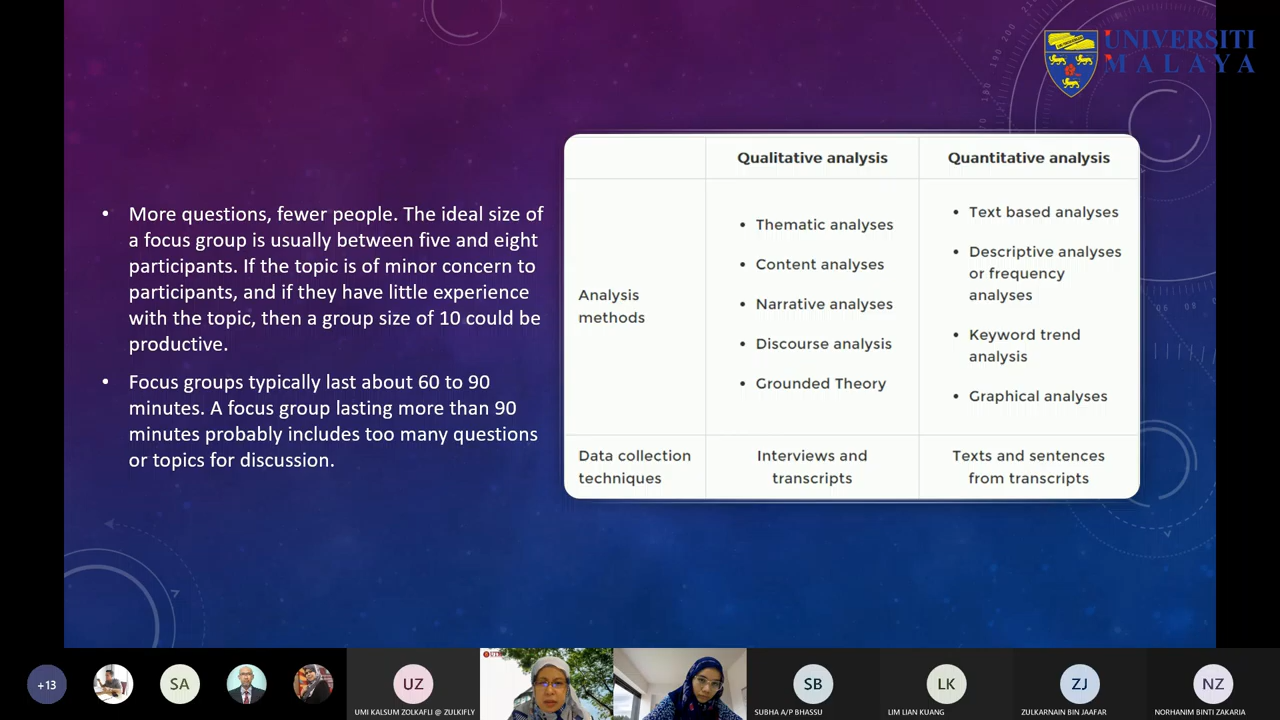 UNIVERSITI
MALAYA
• More questions, fewer people. The ideal size of
a focus group is usually between five and eight
participants. If the topic is of minor concern to
participants, and if they have little experience
with the topic, then a group size of 10 could be
productive.
• Focus groups typically last about 60 to 90
minutes. A focus group lasting more than 90
minutes probably includes too many questions
or topics for discussion.
Qualitative analysis
Quantitative analysis
Analysis
methods
• Thematic analyses
• Content analyses
• Narrative analyses
• Discourse analysis
• Grounded Theory
• Text based analyses
• Descriptive analyses
or frequency
analyses
• Keyword trend
analysis
• Graphical analyses
Data collection
techniques
Interviews and
transcripts
Texts and sentences
from transcripts
+13
SA
UZ
UMI KALSUM ZOLKAFLI @ ZULKIFLY
SB
SUBHA A/P BHASSU
LK
LIM LIAN KUANG
ZJ
ZULKARNAIN BIN JAAFAR
NZ
NORHANIM BINTI ZAKARIA